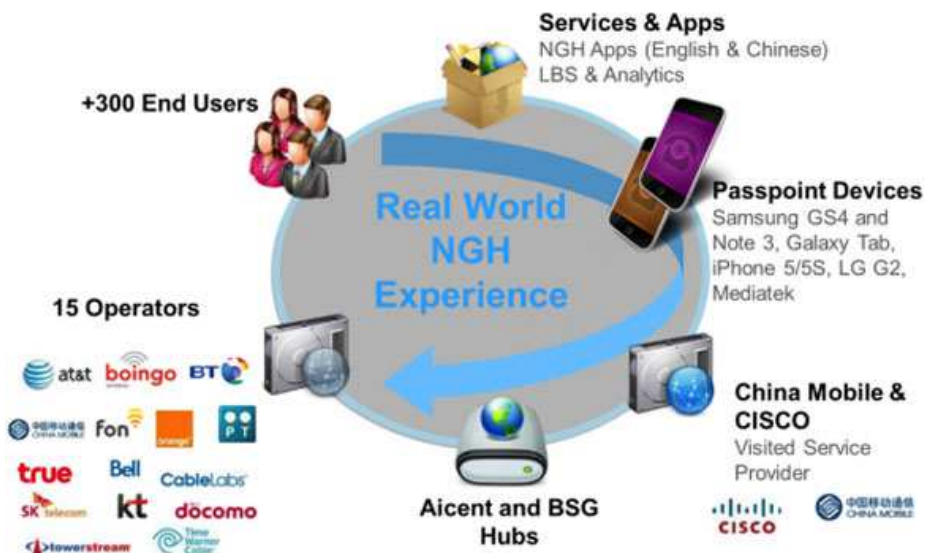 Services & Apps
NGH Apps (English & Chinese)
LBS & Analytics
+300 End Users
Real World
NGH
Experience
Passpoint Devices
Samsung GS4 and
Note 3, Galaxy Tab,
iPhone 5/5S, LG G2,
Mediatek
15 Operators
at&t boingo BT
中国移动通信
CHINA MOBILE
fon
orange
PT
true Bell CableLabs
SK telecom kt döcomo
towerstream
Time
Warner
Cable
Aicent and BSG
Hubs
China Mobile &
CISCO
Visited Service
Provider
CISCO
中国移动通信
CHINA MOBILE